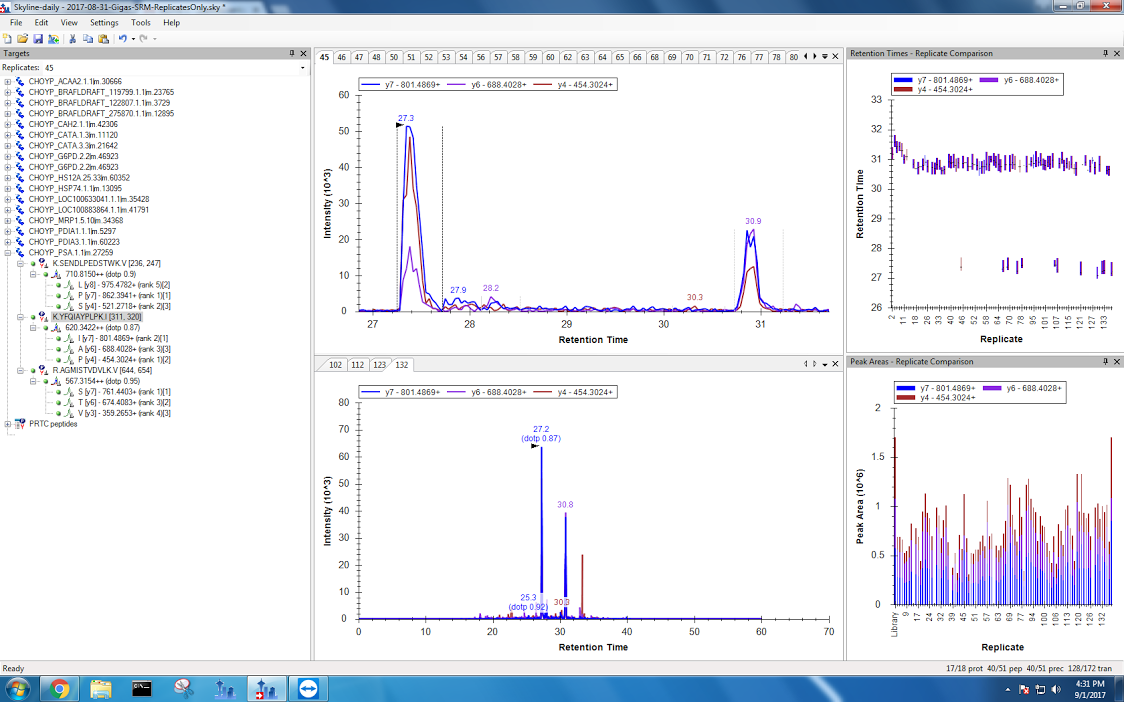 Skyline-daily - 2017-08-31-Gigas-SRM-ReplicatesOnly.sky *
File Edit View Settings Tools Help
Targets
Replicates: 45
CHOYP_ACAA2.1.1|m.30666
CHOYP_BRAFLDRAFT_119799.1.1|m.23765
CHOYP_BRAFLDRAFT_122807.1.1|m.3729
CHOYP_BRAFLDRAFT_275870.1.1|m.12895
CHOYP_CAH2.1.1|m.42306
CHOYP_CATA.1.3|m.11120
CHOYP_CATA.3.3|m.21642
CHOYP_G6PD.2.2|m.46923
CHOYP_G6PD.2.2|m.46923
CHOYP_HS12A.25.33|m.60352
CHOYP_HSP74.1.1|m.13095
CHOYP_LOC100633041.1.1|m.35428
CHOYP_LOC100883864.1.1|m.41791
CHOYP_MRP1.5.10|m.34368
CHOYP_PDIA1.1.1|m.5297
CHOYP_PDIA3.1.1|m.60223
CHOYP_PSA.1.1|m.27259
K.SENDLPEDSTWK.V [236, 247]
710.8150++ (dotp 0.9)
L [y8] - 975.4782+ (rank 5)[2]
P [y7] - 862.3941+ (rank 1)[1]
S [y4] - 521.2718+ (rank 2)[3]
K.YFQIAYPLPK.I [311, 320]
620.3422++ (dotp 0.87)
I [y7] - 801.4869+ (rank 2)[1]
A [y6] - 688.4028+ (rank 3)[3]
P [y4] - 454.3024+ (rank 1)[2]
R.AGMISTVDVLK.V [644, 654]
567.3154++ (dotp 0.95)
S [y7] - 761.4403+ (rank 1)[1]
T [y6] - 674.4083+ (rank 3)[2]
V [y3] - 359.2653+ (rank 4)[3]
PRTC peptides
45 46 47 48 50 51 52 53 54 55 59 60 62 63 64 65 66 68 69 70 71 72 76 77 78 80
y7 - 801.4869+ y6 - 688.4028+ y4 - 454.3024+
60
50
40
30
20
10
0
27 28 29 30 31
27.3
27.9
28.2
30.3
30.9
Intensity (10^3)
Retention Time
102 112 123 132
y7 - 801.4869+ y6 - 688.4028+ y4 - 454.3024+
80
70
60
50
40
30
20
10
0
0 10 20 30 40 50 60 70
27.2
(dotp 0.87)
30.8
25.3
(dotp 0.92)
Intensity (10^3)
Retention Time
Retention Times - Replicate Comparison
y7 - 801.4869+ y6 - 688.4028+
y4 - 454.3024+
33
32
31
30
29
28
27
26
Retention Time
2 11 18 26 33 40 46 52 58 64 70 78 95 101 107 115 121 127 133
Replicate
Peak Areas - Replicate Comparison
y7 - 801.4869+ y6 - 688.4028+
y4 - 454.3024+
2
1.5
1
0.5
0
Peak Area (10^6)
Library 9 17 24 32 39 45 51 57 63 69 77 94 100 106 113 120 126 132
Replicate
Ready
17/18 prot 40/51 pep 40/51 prec 128/172 tran
4:31 PM
9/1/2017